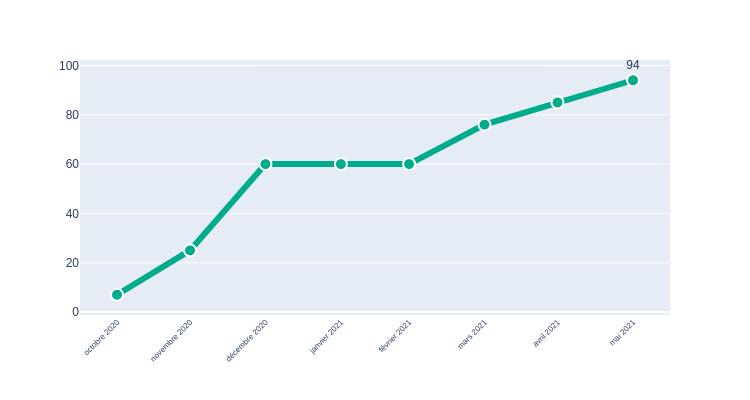 94
100
80
60
40
20
0
octobre 2020
novembre 2020
décembre 2020
janvier 2021
février 2021
mars 2021
avril 2021
mai 2021